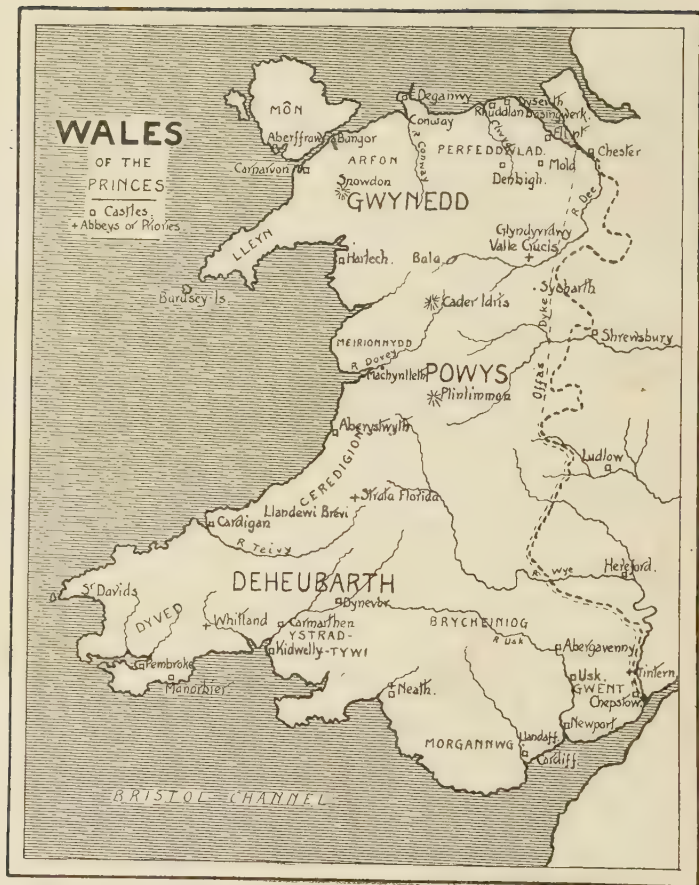 WALES
OF THE
PRINCES
Castles.
+ Abbeys or Priories
MÔN
Aberffraw
Bangor
Carnarvon
ARFON
Snowdon
GWYNEDD
Deganwy
Conway
R. Conway
Rhuddlan
Dyserth
Basingwerk.
Flint
Clwyd
PERFEDDWLAD.
Denbigh.
Mold
Chester
R. Dee
LLEYN
Bardsey Is.
Harlech.
Bala
Glyndyvrdwy
Valle Crucis
Cader Idris
Sycharth
Offas Dyke
Shrewsbury
MEIRIONNYDD
R Dovey
Machynlleth
POWYS
Plinlimmon
Aberystwyth
CEREDIGION
Ludlow
Strata Florida
Llandewi Brevi
Cardigan
R Teivy
R. Wye
Hereford.
DEHEUBARTH
St Davids
DYVED
Whitland
Dynevor
Carmarthen
YSTRAD-
TYWI
Kidwelly
BRYCHEINIOG
R Usk
Abergavenny
Pembroke
Manorbier
Neath.
Usk.
GWENT
Tintern
Chepstow
Newport
MORGANNWG
Llandaff
Cardiff
BRISTOL CHANNEL